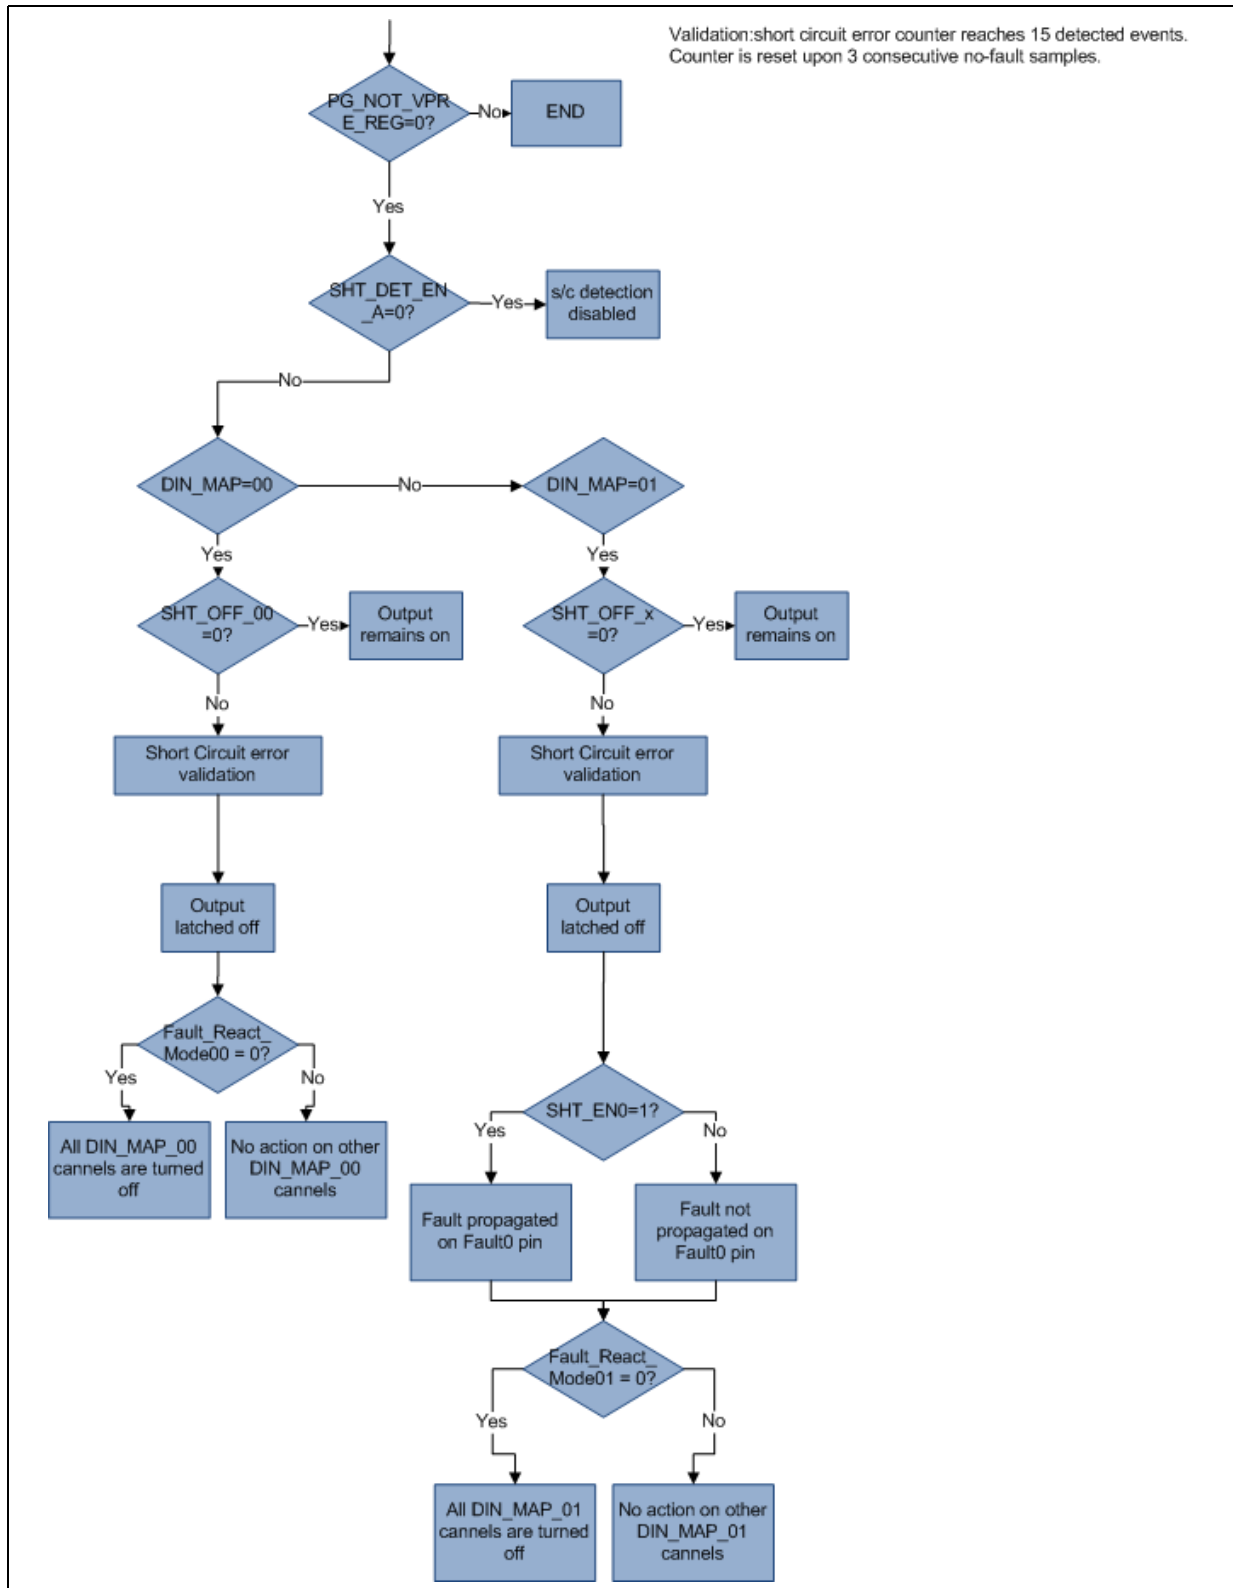 Validation:short circuit error counter reaches 15 detected events.
Counter is reset upon 3 consecutive no-fault samples.
PG_NOT_VPR
E_REG=0?
No
END
Yes
SHT_DET_EN
_A=0?
Yes
s/c detection
disabled
No
DIN_MAP=00
No
DIN_MAP=01
Yes
Yes
SHT_OFF_00
=0?
Yes
Output
remains on
SHT_OFF_x
=0?
Yes
Output
remains on
No
No
Short Circuit error
validation
Short Circuit error
validation
Output
latched off
Output
latched off
Fault_React_
Mode00 = 0?
Yes
No
SHT_EN0=1?
All DIN_MAP_00
cannels are turned
off
No action on other
DIN_MAP_00
cannels
Yes
No
Fault propagated
on Fault0 pin
Fault not
propagated on
Fault0 pin
Fault_React_
Mode01 = 0?
Yes
No
All DIN_MAP_01
cannels are turned
off
No action on other
DIN_MAP_01
cannels